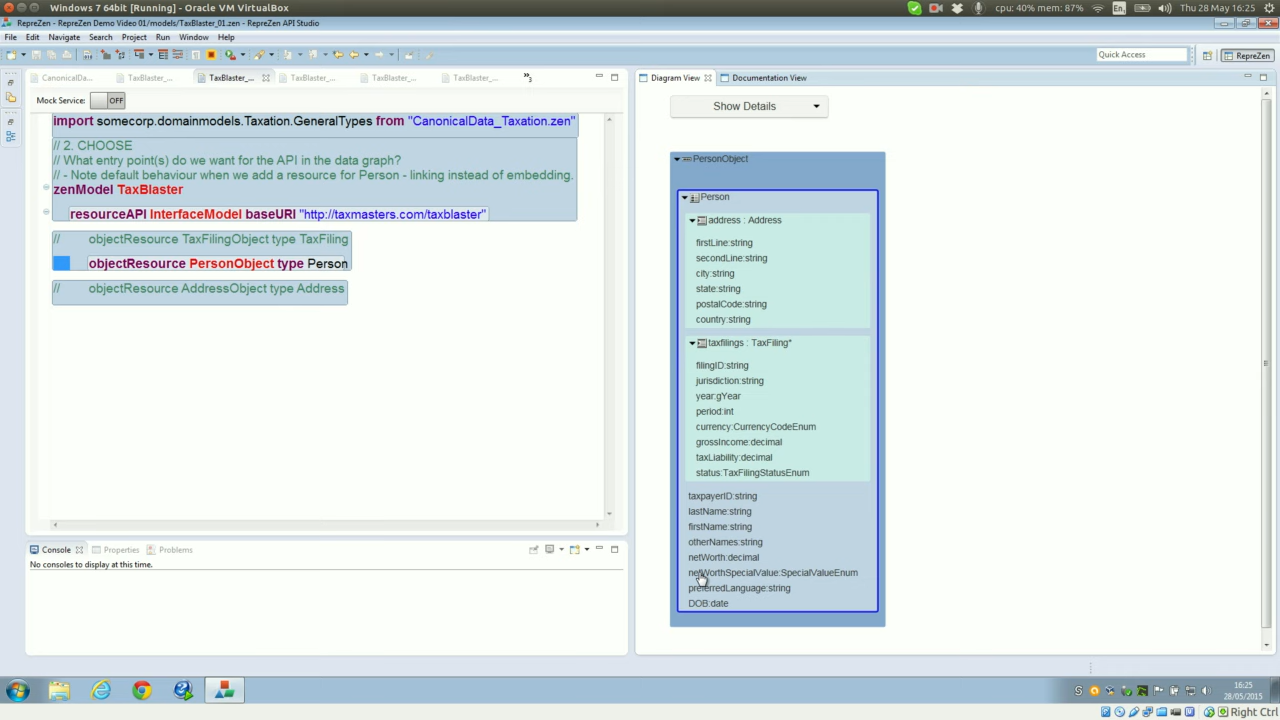 Windows 7 64bit [Running] - Oracle VM VirtualBox
En,
cpu: 40% mem: 87%
Thu 28 May 16:25
RepreZen - RepreZen Demo Video 01/models/TaxBlaster_01.zen - RepreZen API Studio
File Edit Navigate Search Project Run Window Help
Quick Access
RepreZen
CanonicalDa...
TaxBlaster_...
TaxBlaster_...
TaxBlaster_...
TaxBlaster_...
TaxBlaster_...
3
Mock Service: OFF
import somecorp.domainmodels.Taxation.GeneralTypes from "CanonicalData_Taxation.zen"
// 2. CHOOSE
// What entry point(s) do we want for the API in the data graph?
// - Note default behaviour when we add a resource for Person - linking instead of embedding.
zenModel TaxBlaster
resourceAPI InterfaceModel baseURI "http://taxmasters.com/taxblaster"
// objectResource TaxFilingObject type TaxFiling
objectResource PersonObject type Person
// objectResource AddressObject type Address
Console Properties Problems
No consoles to display at this time.
Diagram View Documentation View
Show Details
PersonObject
Person
address : Address
firstLine:string
secondLine:string
city:string
state:string
postalCode:string
country:string
taxfilings : TaxFiling*
filingID:string
jurisdiction:string
year:gYear
period:int
currency:CurrencyCodeEnum
grossIncome:decimal
taxLiability:decimal
status:TaxFilingStatusEnum
taxpayerID:string
lastName:string
firstName:string
otherNames:string
netWorth:decimal
netWorthSpecialValue:SpecialValueEnum
preferredLanguage:string
DOB:date
16:25
28/05/2015
Right Ctrl